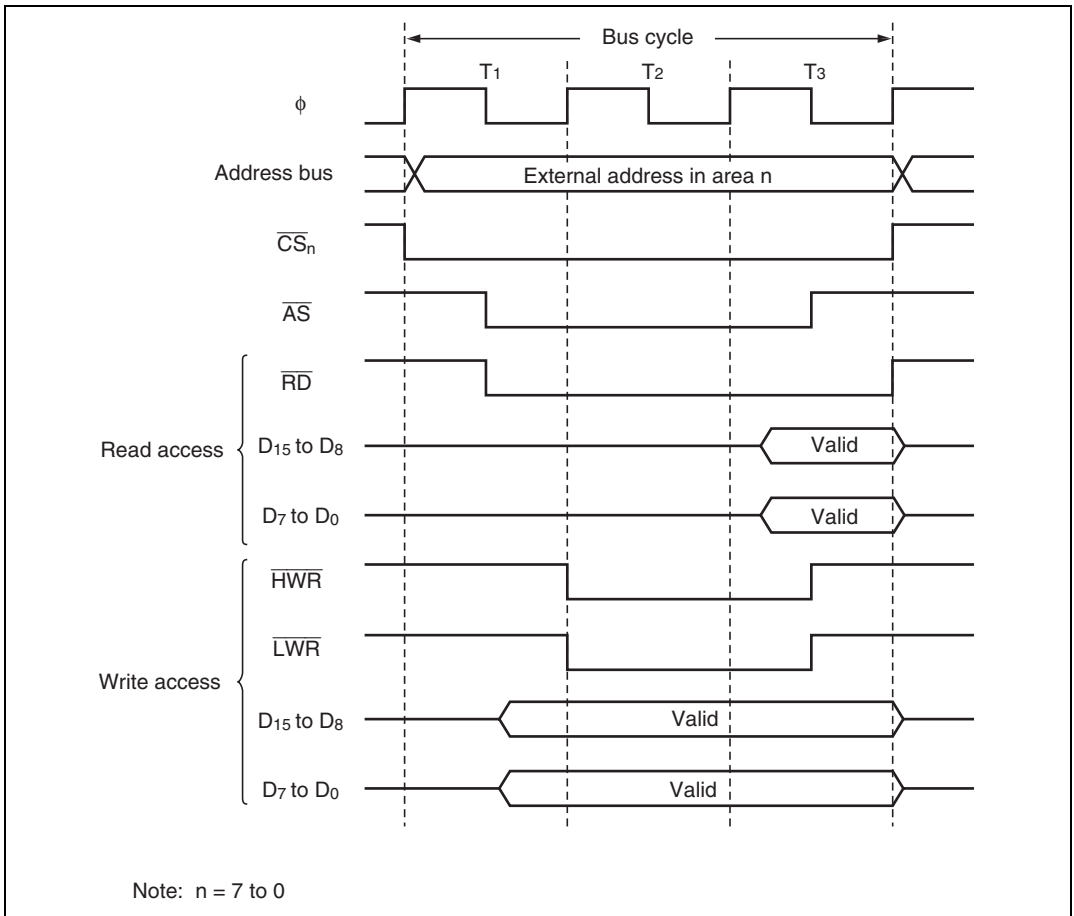 Bus cycle
T1 T2 T3
ϕ
Address bus External address in area n
CSn
AS
RD
Read access
D15 to D8 Valid
D7 to D0 Valid
HWR
LWR
Write access
D15 to D8 Valid
D7 to D0 Valid
Note: n = 7 to 0